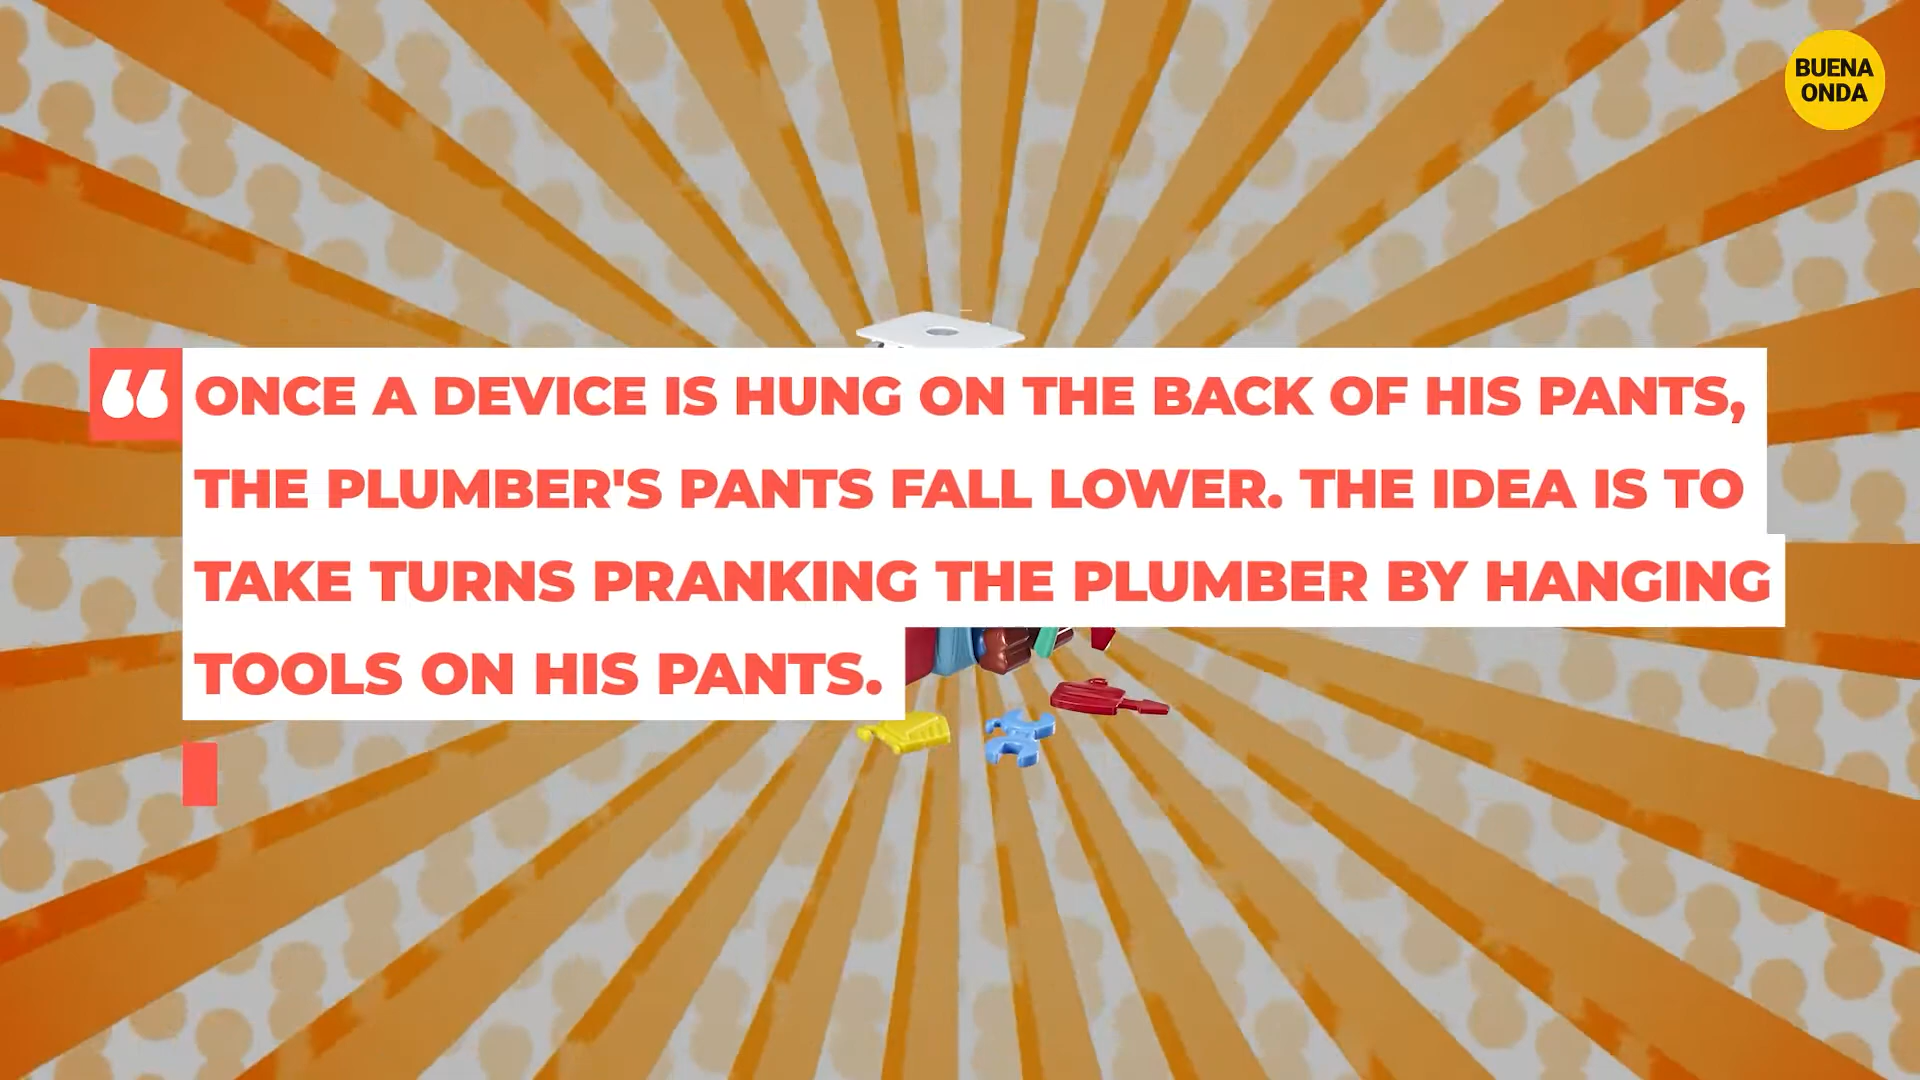 BUENA
ONDA
“ ONCE A DEVICE IS HUNG ON THE BACK OF HIS PANTS,
THE PLUMBER'S PANTS FALL LOWER. THE IDEA IS TO
TAKE TURNS PRANKING THE PLUMBER BY HANGING
TOOLS ON HIS PANTS.